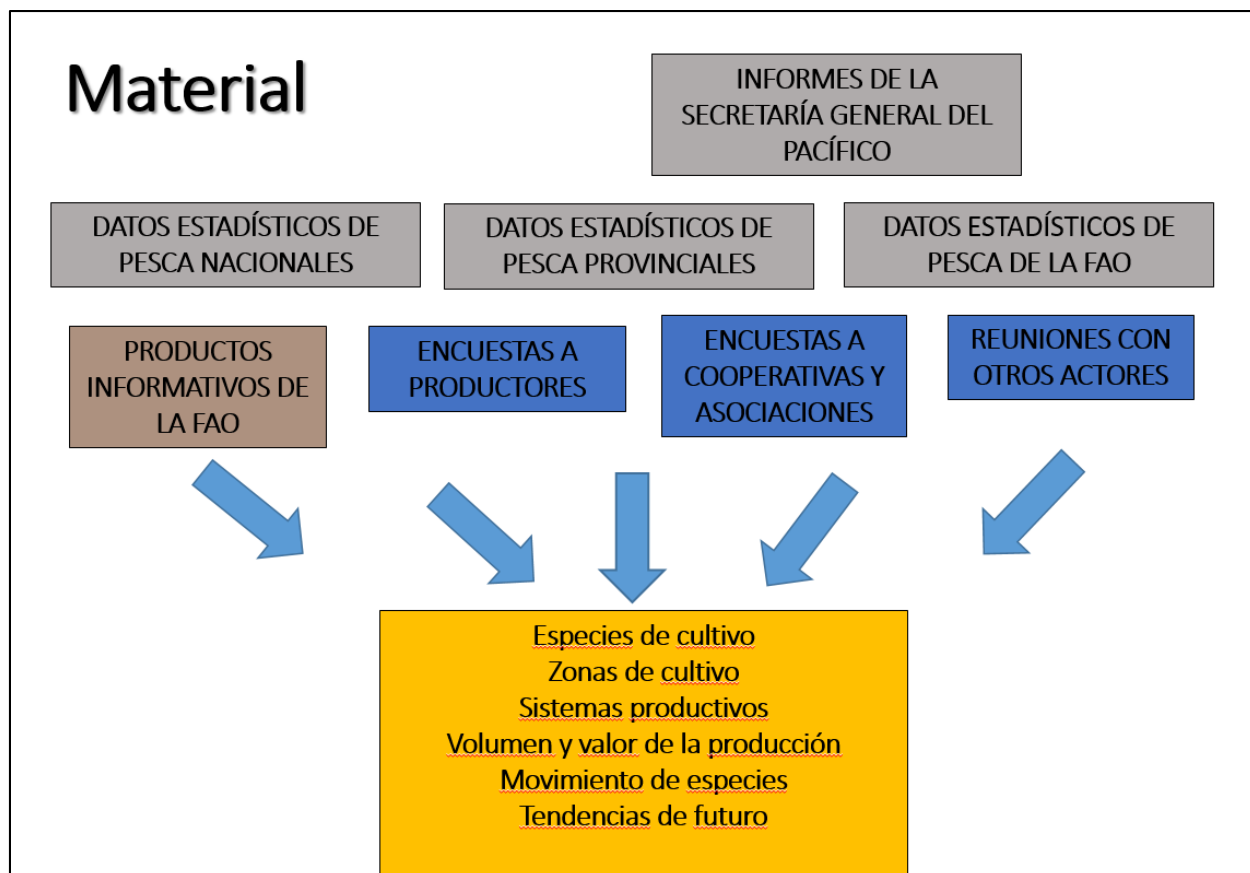 Material
INFORMES DE LA
SECRETARÍA GENERAL DEL
PACÍFICO
DATOS ESTADÍSTICOS DE
PESCA NACIONALES
DATOS ESTADÍSTICOS DE
PESCA PROVINCIALES
DATOS ESTADÍSTICOS DE
PESCA DE LA FAO
PRODUCTOS
INFORMATIVOS DE
LA FAO
ENCUESTAS A
PRODUCTORES
ENCUESTAS A
COOPERATIVAS Y
ASOCIACIONES
REUNIONES CON
OTROS ACTORES
Especies de cultivo
Zonas de cultivo
Sistemas productivos
Volumen y valor de la producción
Movimiento de especies
Tendencias de futuro